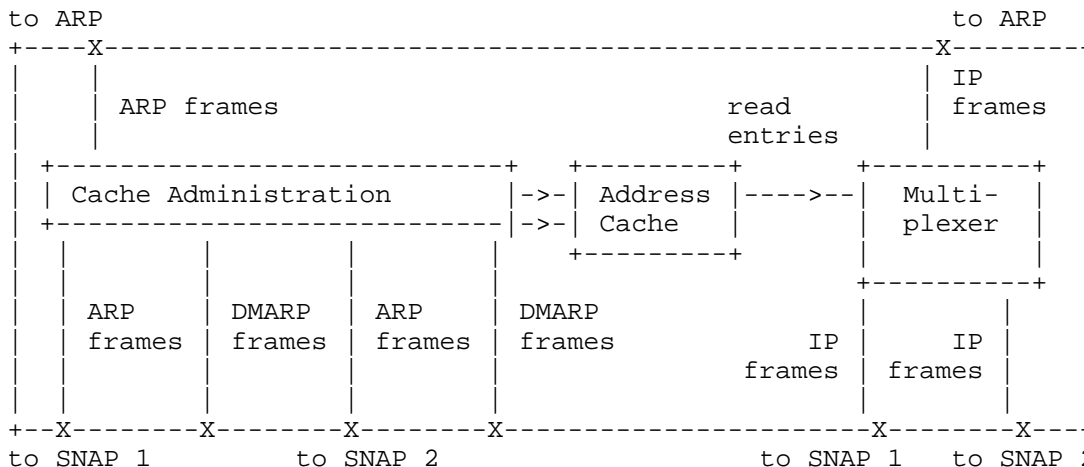 to ARP to ARP
IP
ARP frames read frames
entries
Cache Administration Address Multi-
Cache plexer
ARP DMARP ARP DMARP
frames frames frames frames IP IP
frames frames
to SNAP 1 to SNAP 2 to SNAP 1 to SNAP 2